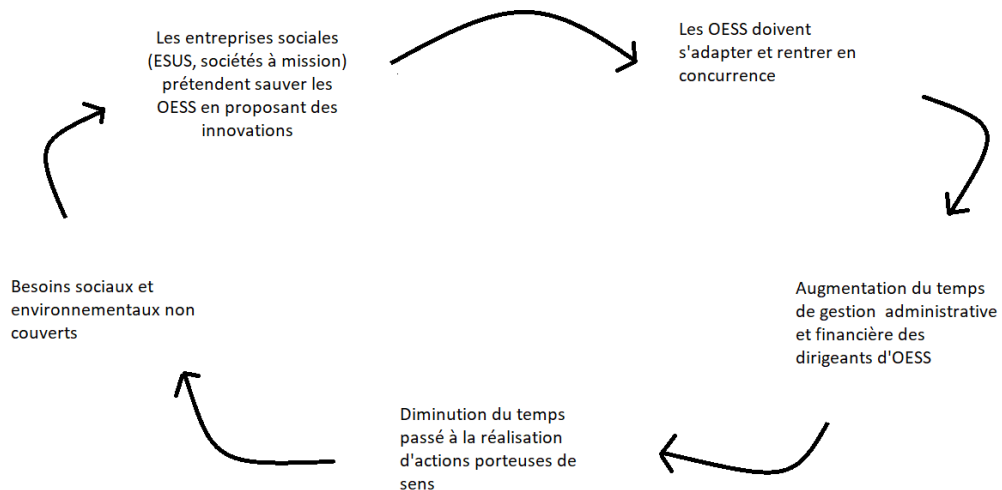 Les entreprises sociales
(ESUS, sociétés à mission)
prétendent sauver les
OESS en proposant des
innovations
Les OESS doivent
s'adapter et rentrer en
concurrence
Augmentation du temps
de gestion  administrative
et financière des
dirigeants d'OESS
Diminution du temps
passé à la réalisation
d'actions porteuses de
sens
Besoins sociaux et
environnementaux non
couverts